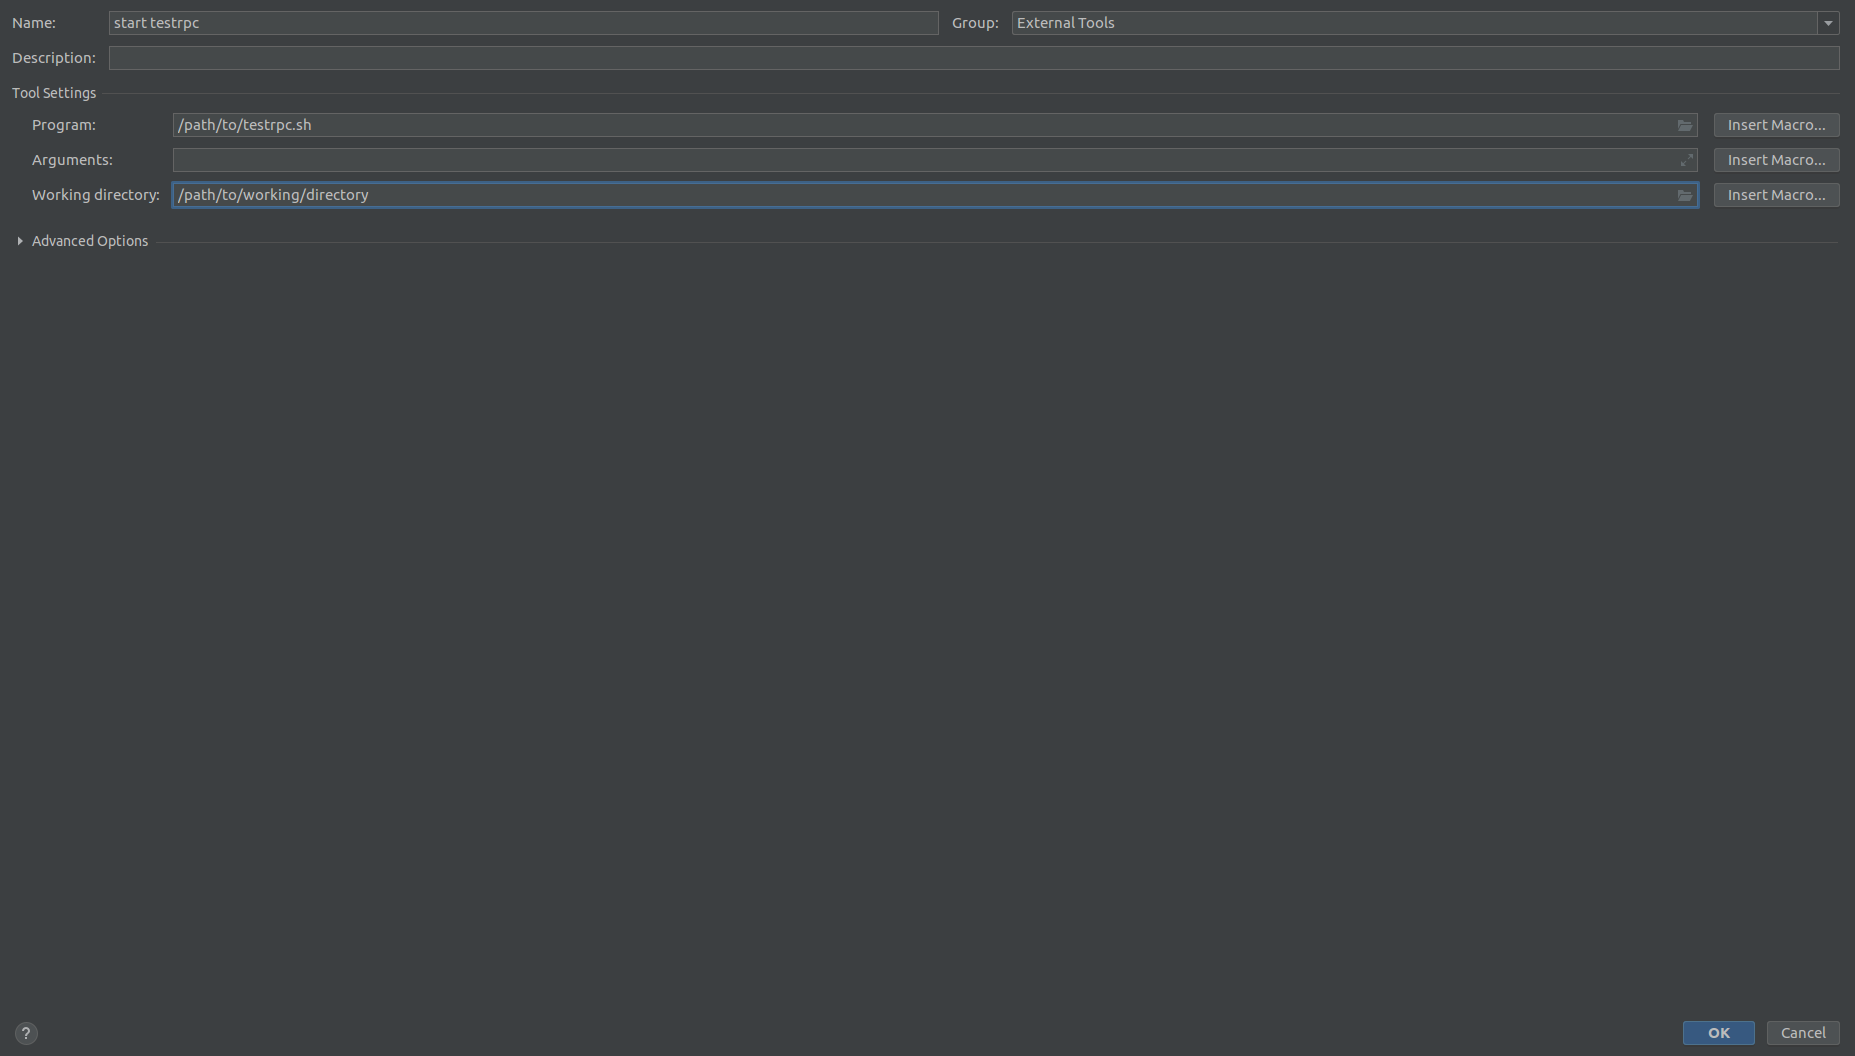 Name: start testrpc Group: External Tools
Description:
Tool Settings
Program: /path/to/testrpc.sh Insert Macro...
Arguments: Insert Macro...
Working directory: /path/to/working/directory Insert Macro...
Advanced Options
? OK Cancel